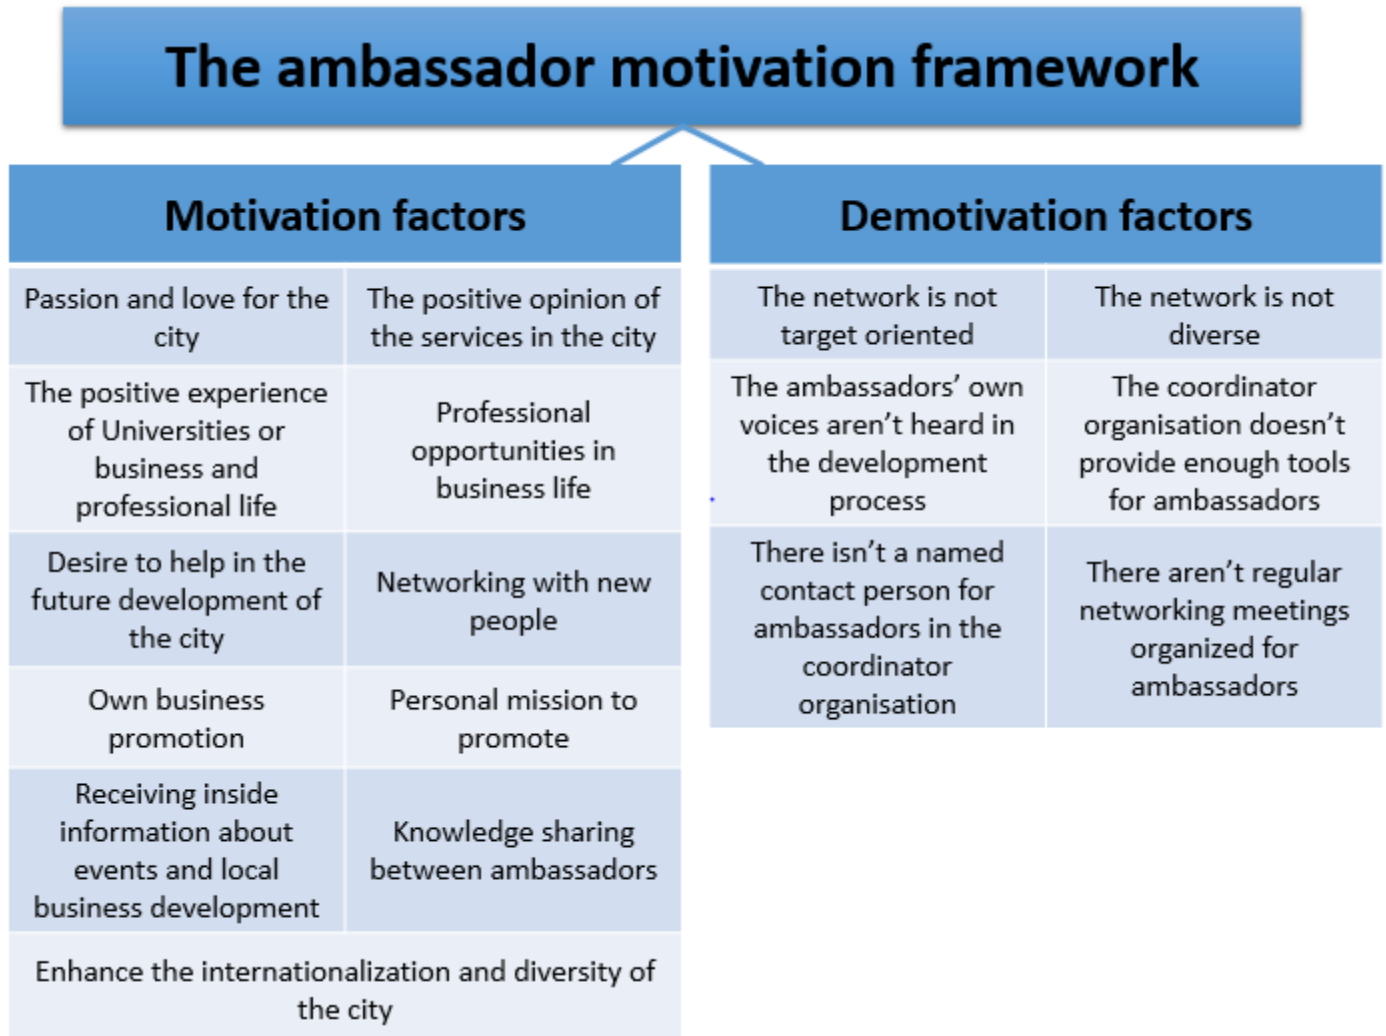 The ambassador motivation framework
Motivation factors
Passion and love for the
city
The positive opinion of
the services in the city
The positive experience
of Universities or
business and
professional life
Professional
opportunities in
business life
Desire to help in the
future development of
the city
Networking with new
people
Own business
promotion
Personal mission to
promote
Receiving inside
information about
events and local
business development
Knowledge sharing
between ambassadors
Enhance the internationalization and diversity of
the city
Demotivation factors
The network is not
target oriented
The network is not
diverse
The ambassadors’ own
voices aren’t heard in
the development
process
The coordinator
organisation doesn’t
provide enough tools
for ambassadors
There isn’t a named
contact person for
ambassadors in the
coordinator
organisation
There aren’t regular
networking meetings
organized for
ambassadors